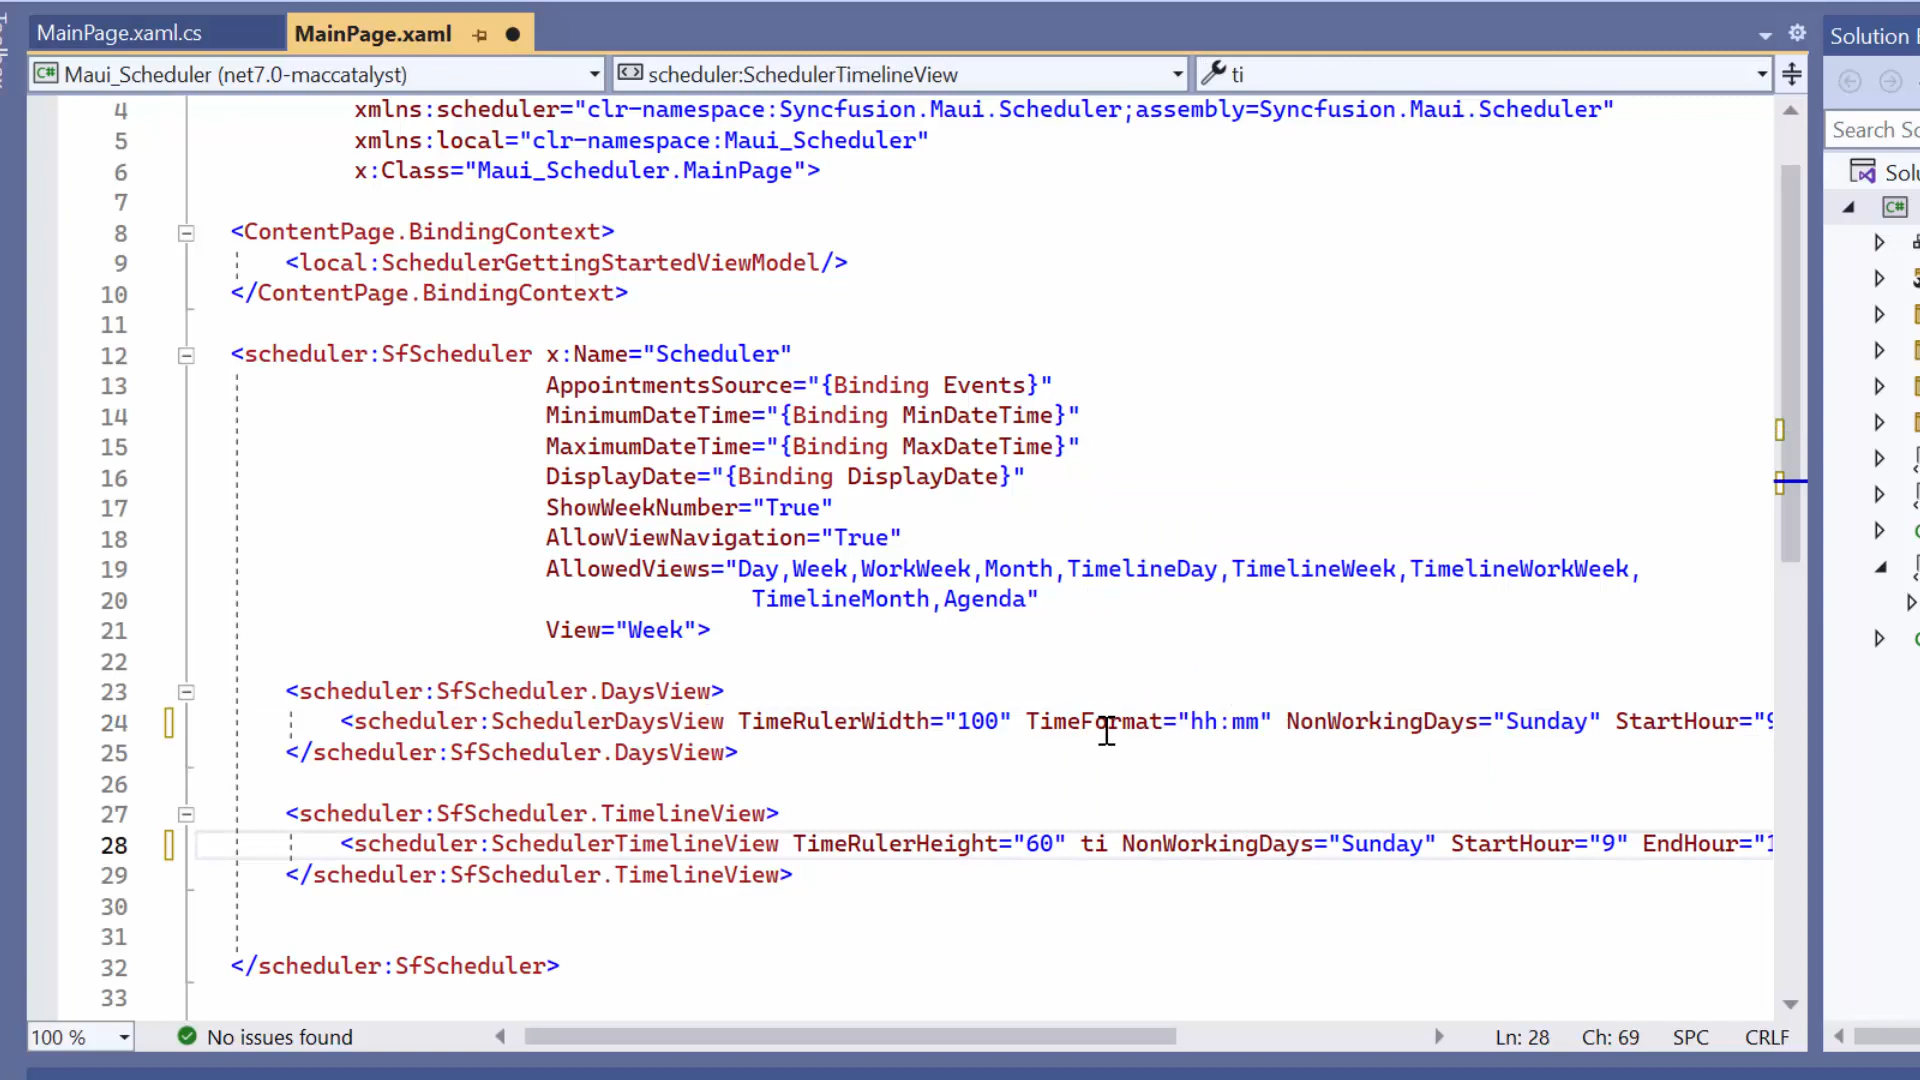 Toolbox
MainPage.xaml.cs
MainPage.xaml
Solution E
Maui_Scheduler (net7.0-maccatalyst)
scheduler:SchedulerTimelineView
ti
4 xmlns:scheduler="clr-namespace:Syncfusion.Maui.Scheduler;assembly=Syncfusion.Maui.Scheduler"
5 xmlns:local="clr-namespace:Maui_Scheduler"
6 x:Class="Maui_Scheduler.MainPage">
7
8 <ContentPage.BindingContext>
9 <local:SchedulerGettingStartedViewModel/>
10 </ContentPage.BindingContext>
11
12 <scheduler:SfScheduler x:Name="Scheduler"
13 AppointmentsSource="{Binding Events}"
14 MinimumDateTime="{Binding MinDateTime}"
15 MaximumDateTime="{Binding MaxDateTime}"
16 DisplayDate="{Binding DisplayDate}"
17 ShowWeekNumber="True"
18 AllowViewNavigation="True"
19 AllowedViews="Day,Week,WorkWeek,Month,TimelineDay,TimelineWeek,TimelineWorkWeek,
20 TimelineMonth,Agenda"
21 View="Week">
22
23 <scheduler:SfScheduler.DaysView>
24 <scheduler:SchedulerDaysView TimeRulerWidth="100" TimeFormat="hh:mm" NonWorkingDays="Sunday" StartHour="9
25 </scheduler:SfScheduler.DaysView>
26
27 <scheduler:SfScheduler.TimelineView>
28 <scheduler:SchedulerTimelineView TimeRulerHeight="60" ti NonWorkingDays="Sunday" StartHour="9" EndHour="1
29 </scheduler:SfScheduler.TimelineView>
30
31
32 </scheduler:SfScheduler>
33
Search So
Solu
C#
100 %
No issues found
Ln: 28
Ch: 69
SPC
CRLF